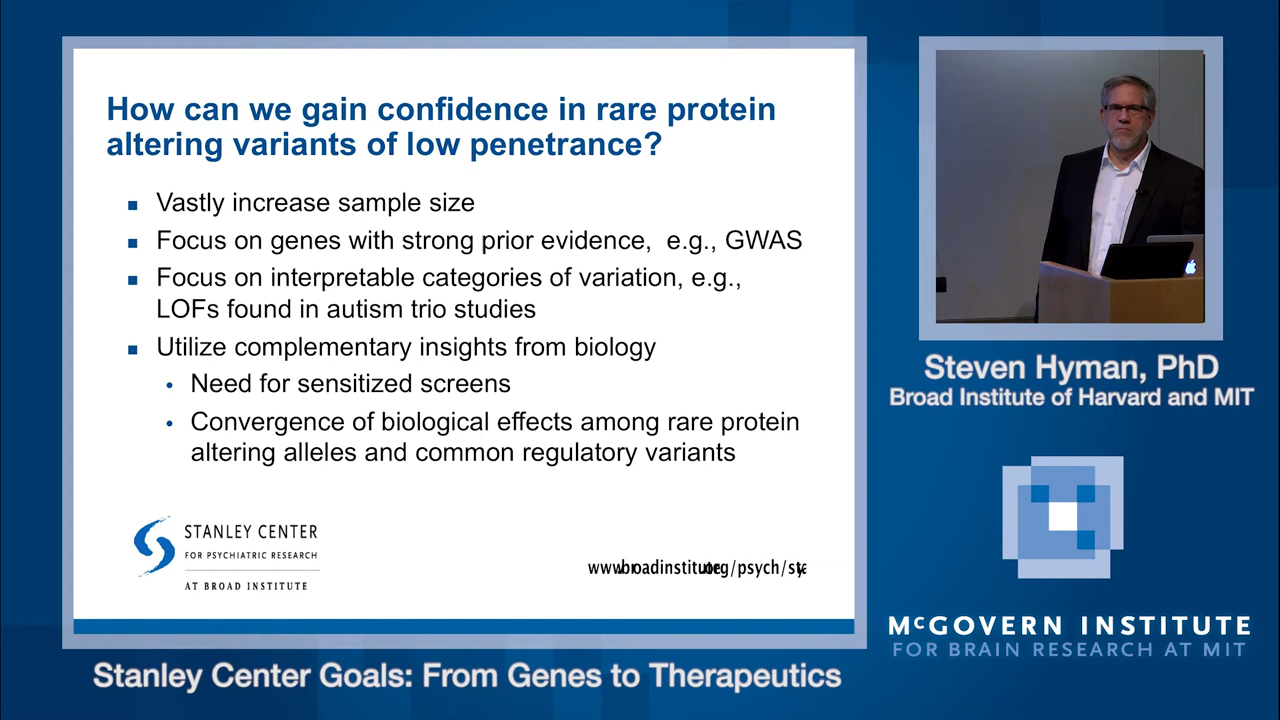 How can we gain confidence in rare protein
altering variants of low penetrance?
Vastly increase sample size
Focus on genes with strong prior evidence, e.g., GWAS
Focus on interpretable categories of variation, e.g.,
LOFs found in autism trio studies
Utilize complementary insights from biology
Need for sensitized screens
Convergence of biological effects among rare protein
altering alleles and common regulatory variants
STANLEY CENTER
FOR PSYCHIATRIC RESEARCH
AT BROAD INSTITUTE
Steven Hyman, PhD
Broad Institute of Harvard and MIT
McGOVERN INSTITUTE
FOR BRAIN RESEARCH AT MIT
Stanley Center Goals: From Genes to Therapeutics